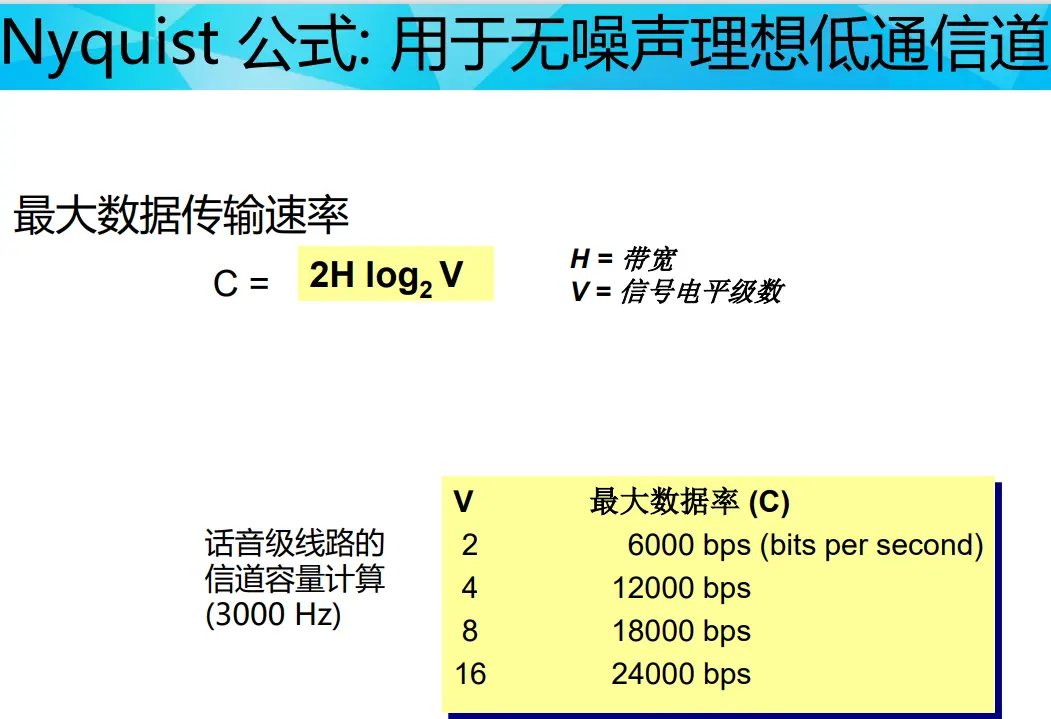 Nyquist 公式: 用于无噪声理想低通信道
最大数据传输速率
C = 2H log₂ V
H = 带宽
V = 信号电平级数
话音级线路的
信道容量计算
(3000 Hz)
V 最大数据率 (C)
2 6000 bps (bits per second)
4 12000 bps
8 18000 bps
16 24000 bps